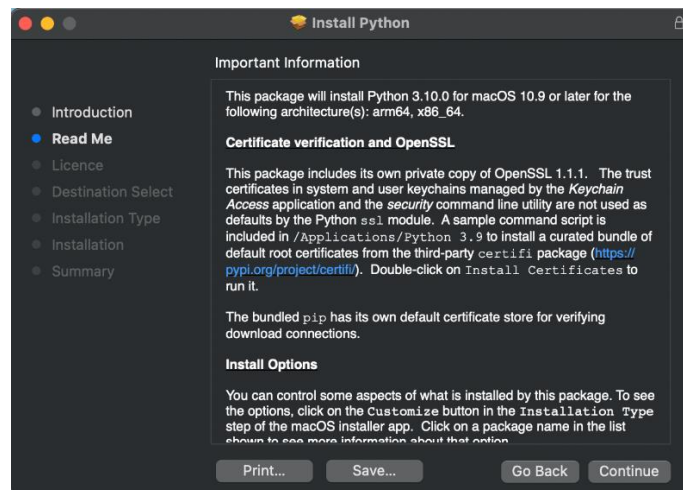 Install Python
Important Information
Introduction
Read Me
Licence
Destination Select
Installation Type
Installation
Summary
This package will install Python 3.10.0 for macOS 10.9 or later for the
following architecture(s): arm64, x86_64.
Certificate verification and OpenSSL
This package includes its own private copy of OpenSSL 1.1.1. The trust
certificates in system and user keychains managed by the Keychain
Access application and the security command line utility are not used as
defaults by the Python ssl module. A sample command script is
included in /Applications/Python 3.9 to install a curated bundle of
default root certificates from the third-party certifi package (https://
pypi.org/project/certifi/). Double-click on Install Certificates to
run it.
The bundled pip has its own default certificate store for verifying
download connections.
Install Options
You can control some aspects of what is installed by this package. To see
the options, click on the Customize button in the Installation Type
step of the macOS installer app. Click on a package name in the list
shown to see more information about that option
Print...
Save...
Go Back
Continue